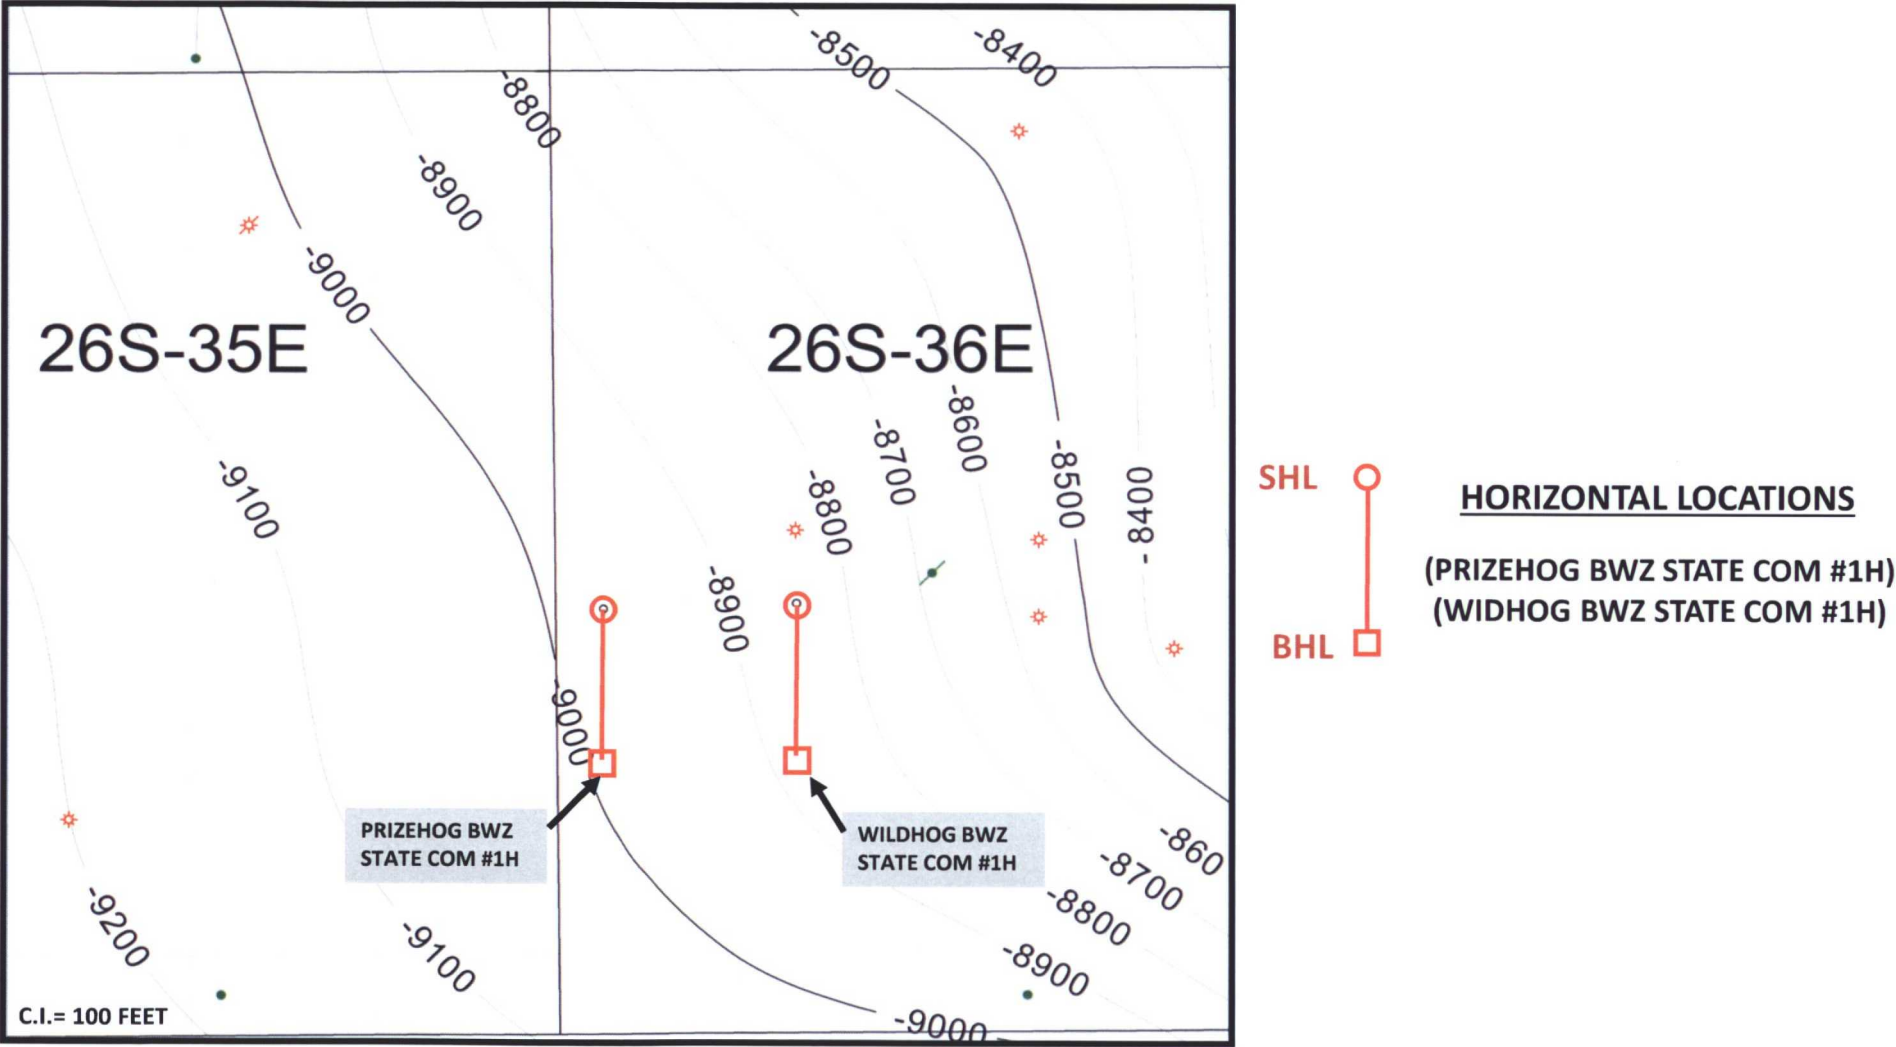 -8500
-8400
-8800
-8900
-9000
26S-35E
26S-36E
-8600
-8700
-8500
-8400
-8800
-9100
-8900
-9000
SHL
HORIZONTAL LOCATIONS
(PRIZEHOG BWZ STATE COM #1H)
(WIDHOG BWZ STATE COM #1H)
BHL
PRIZEHOG BWZ
STATE COM #1H
WILDHOG BWZ
STATE COM #1H
-860
-8700
-8800
-8900
-9200
-9100
-9000
C.I.= 100 FEET